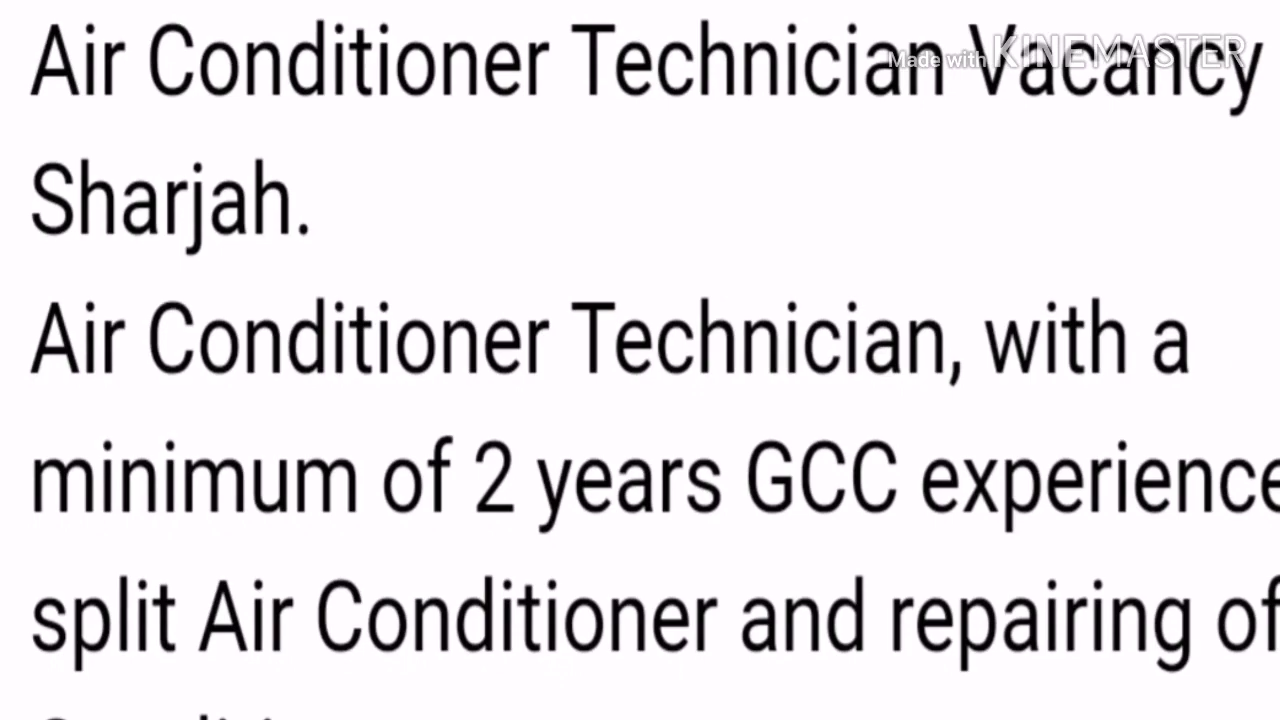 Air Conditioner Technician Vacancy
Made with KINEMASTER
Sharjah.
Air Conditioner Technician, with a
minimum of 2 years GCC experience
split Air Conditioner and repairing of